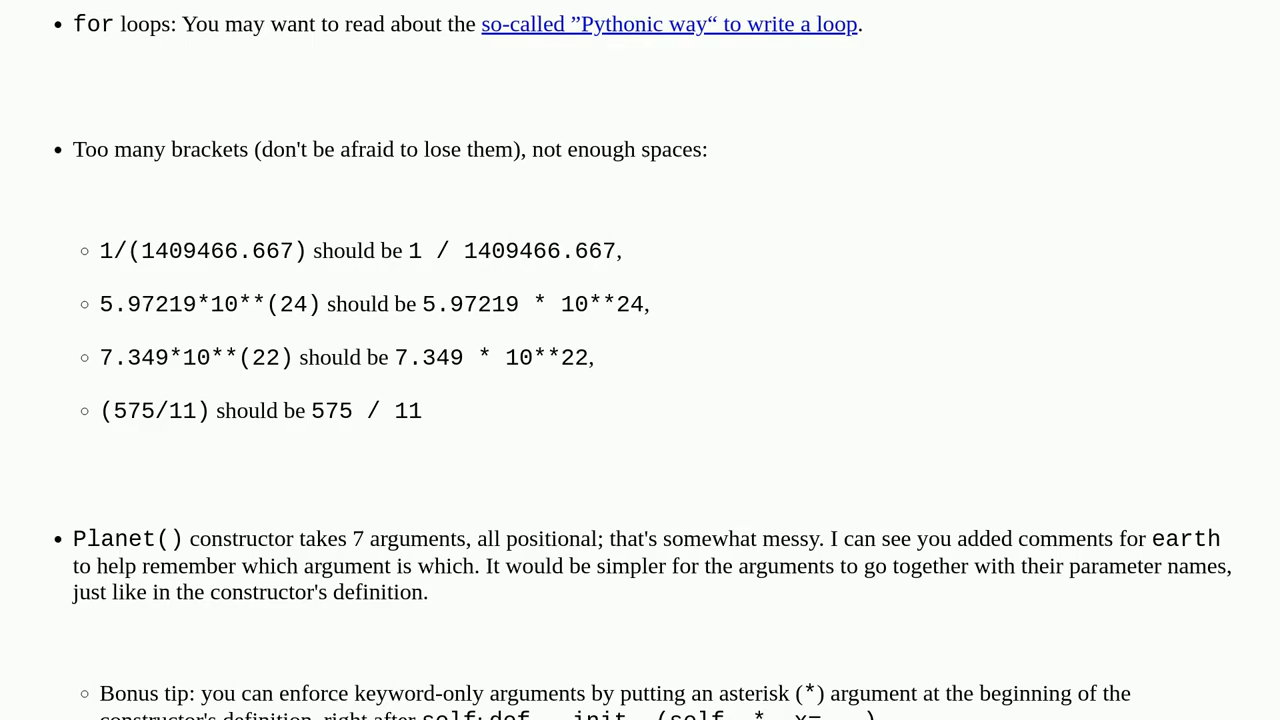 • for loops: You may want to read about the so-called ”Pythonic way“ to write a loop.
• Too many brackets (don't be afraid to lose them), not enough spaces:
◦ 1/(1409466.667) should be 1 / 1409466.667,
◦ 5.97219*10**(24) should be 5.97219 * 10**24,
◦ 7.349*10**(22) should be 7.349 * 10**22,
◦ (575/11) should be 575 / 11
• Planet() constructor takes 7 arguments, all positional; that's somewhat messy. I can see you added comments for earth
to help remember which argument is which. It would be simpler for the arguments to go together with their parameter names,
just like in the constructor's definition.
◦ Bonus tip: you can enforce keyword-only arguments by putting an asterisk (*) argument at the beginning of the
constructor's definition, right after self: def